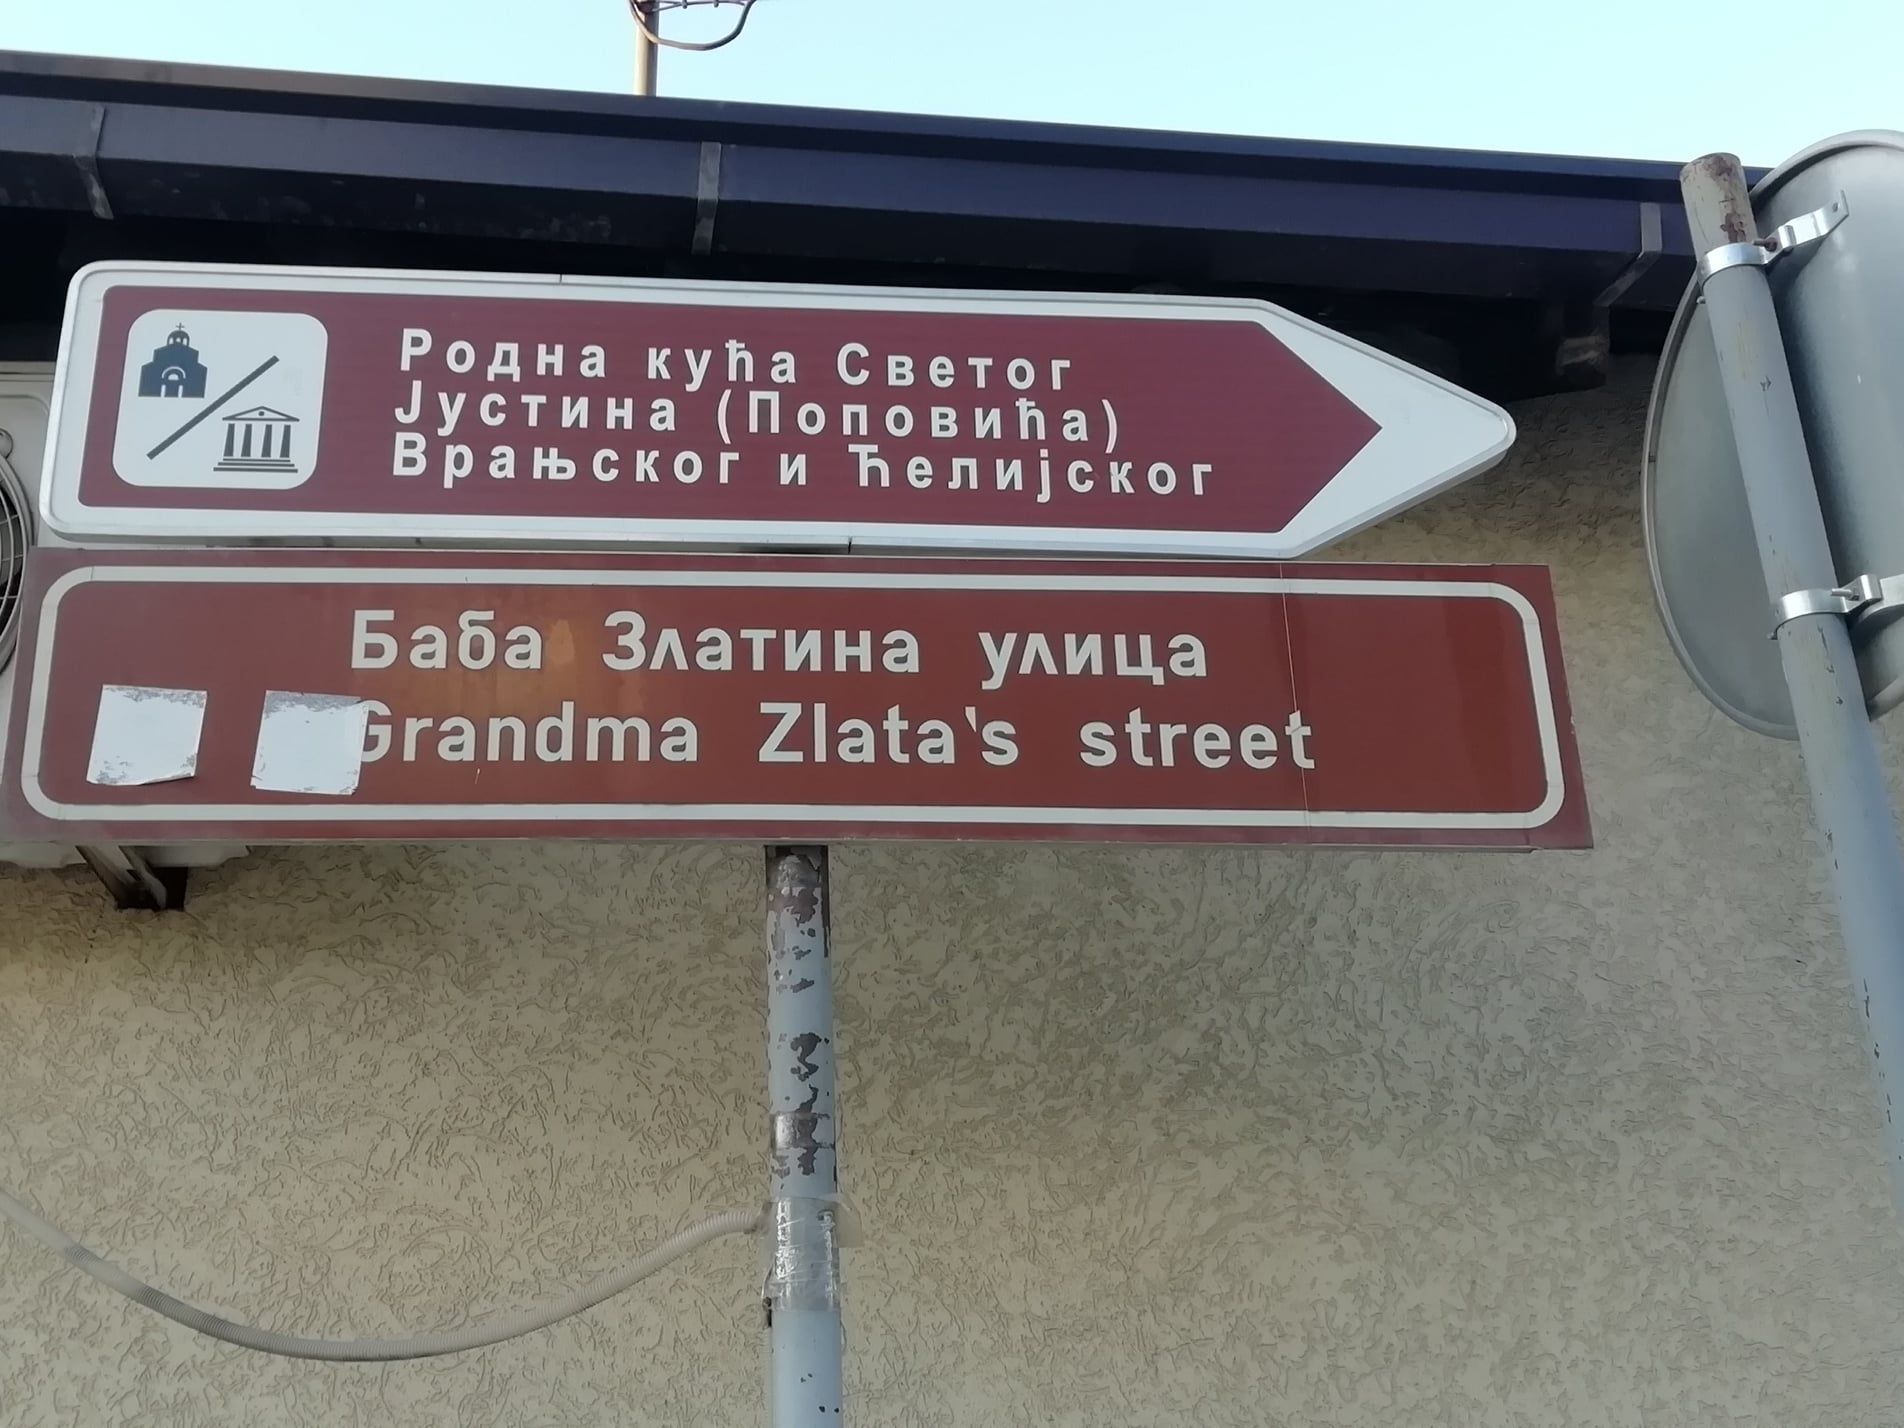 Родна кућа Светог
Јустина (Поповића)
Врањског и Ћелијског
Баба Златина улица
Grandma Zlata's street